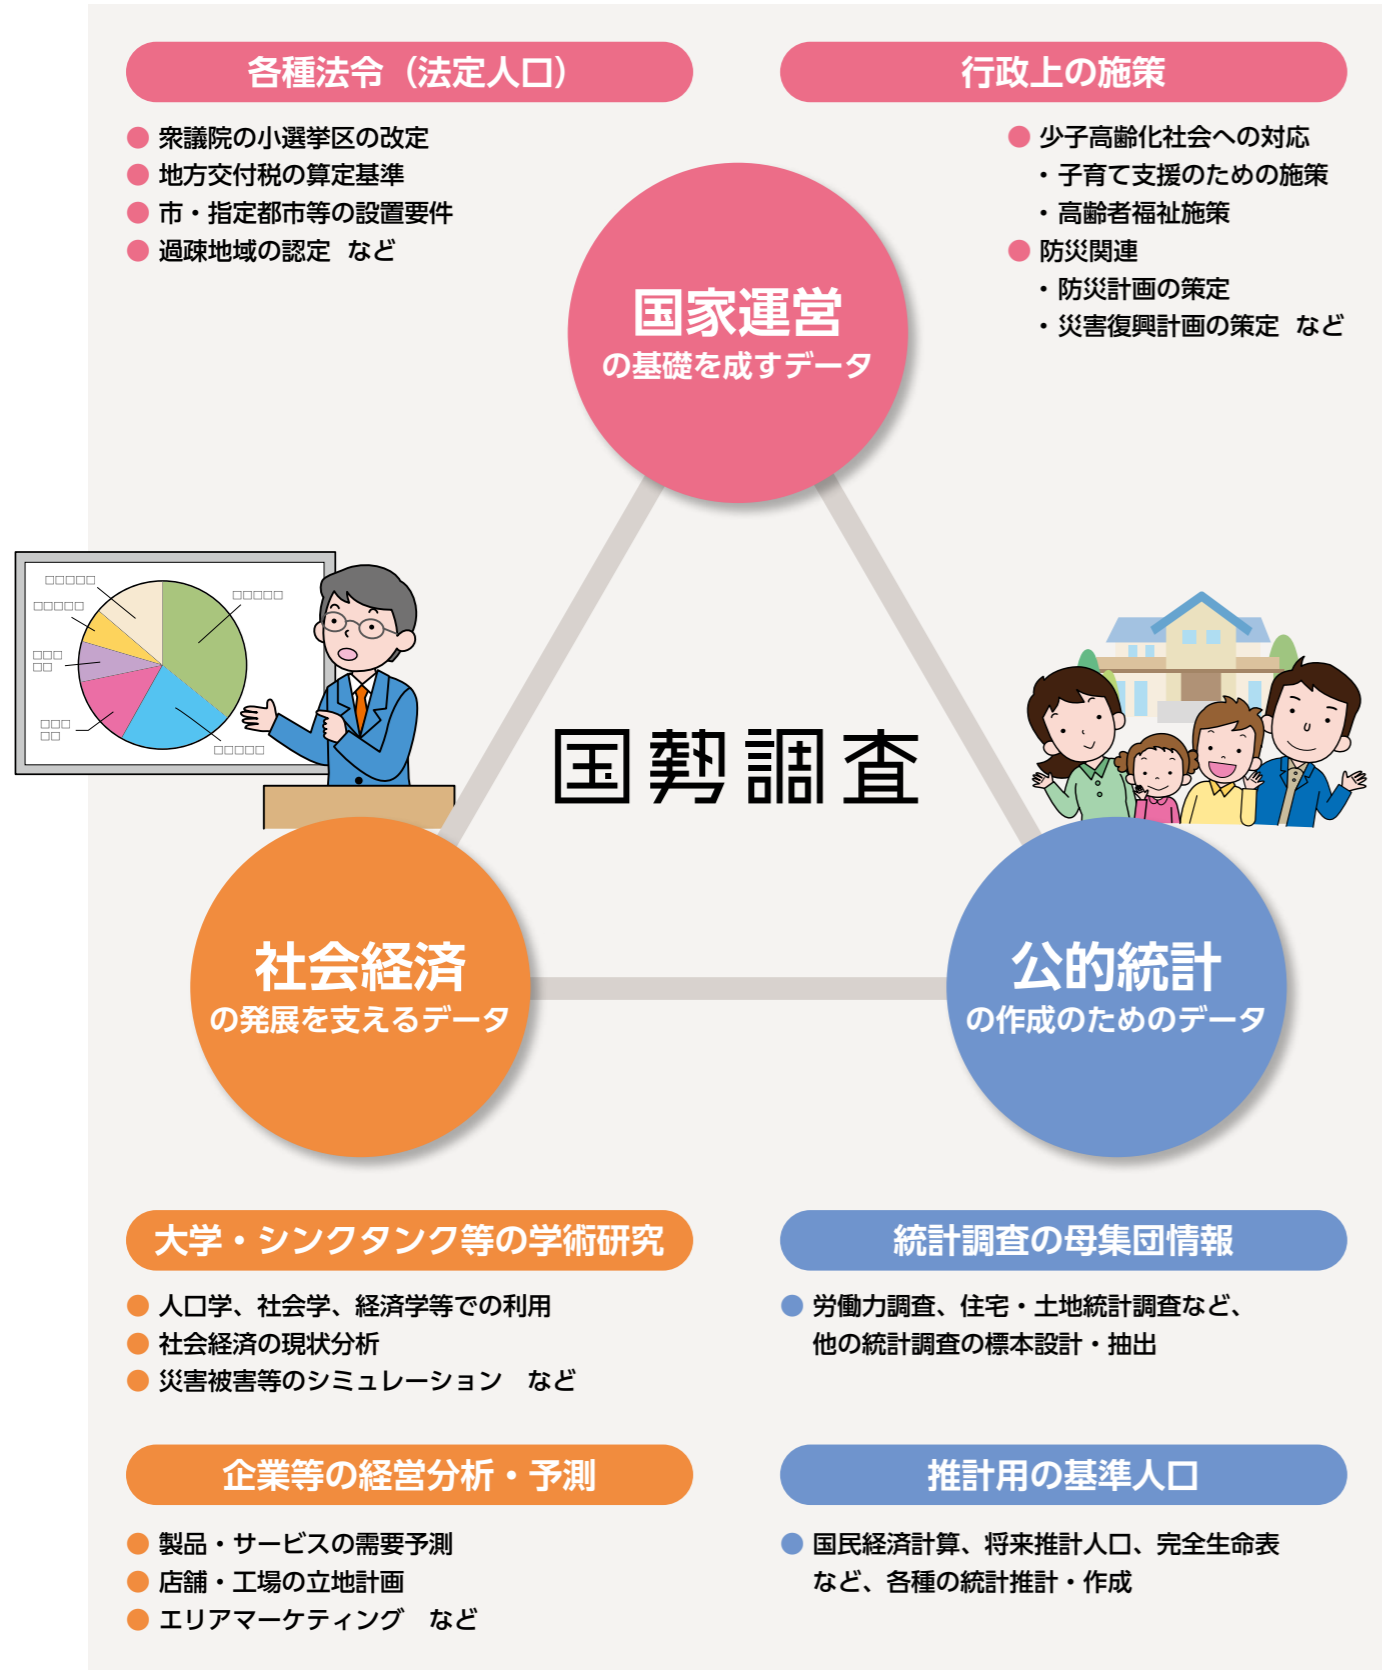 各種法令（法定人口）
● 衆議院の小選挙区の改定
● 地方交付税の算定基準
● 市・指定都市等の設置要件
● 過疎地域の認定 など
行政上の施策
● 少子高齢化社会への対応
・子育て支援のための施策
・高齢者福祉施策
● 防災関連
・防災計画の策定
・災害復興計画の策定 など
国家運営
の基礎を成すデータ
□□□□□
□□□□□
□□□□□
□□□
□□
□□□
□□
□□□□□
国勢調査
社会経済
の発展を支えるデータ
公的統計
の作成のためのデータ
大学・シンクタンク等の学術研究
● 人口学、社会学、経済学等での利用
● 社会経済の現状分析
● 災害被害等のシミュレーション など
企業等の経営分析・予測
● 製品・サービスの需要予測
● 店舗・工場の立地計画
● エリアマーケティング など
統計調査の母集団情報
● 労働力調査、住宅・土地統計調査など、
他の統計調査の標本設計・抽出
推計用の基準人口
● 国民経済計算、将来推計人口、完全生命表
など、各種の統計推計・作成